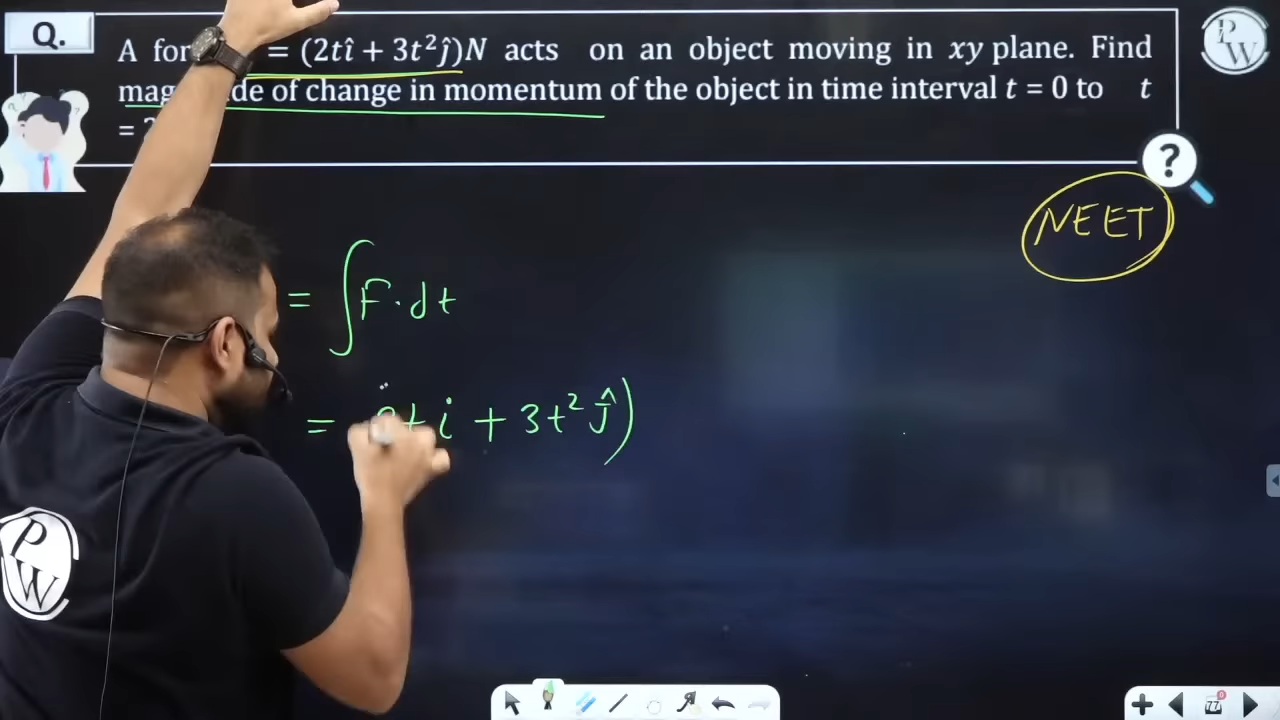 Q.
A for = (2tî + 3t²ĵ)N acts on an object moving in xy plane. Find
mag de of change in momentum of the object in time interval t = 0 to t
=
?
NEET
= ∫F·dt
= t i + 3t² ĵ)
P
W
P
W